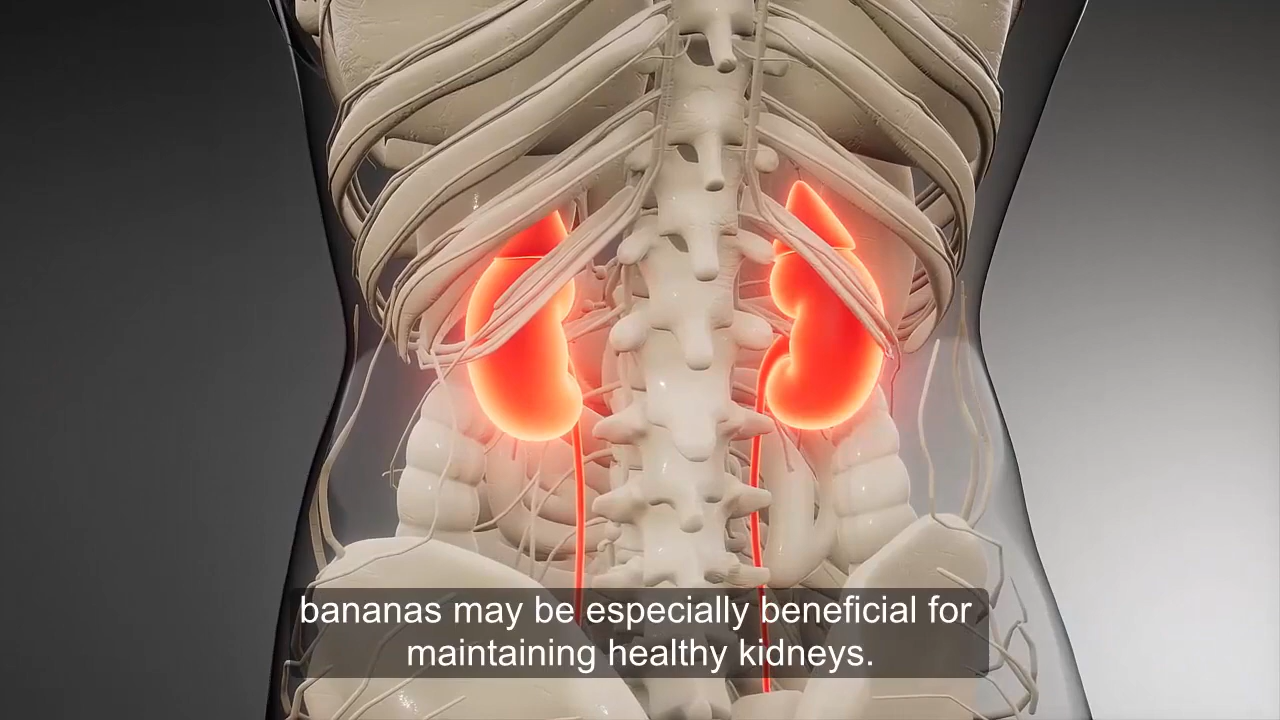 bananas may be especially beneficial for
maintaining healthy kidneys.